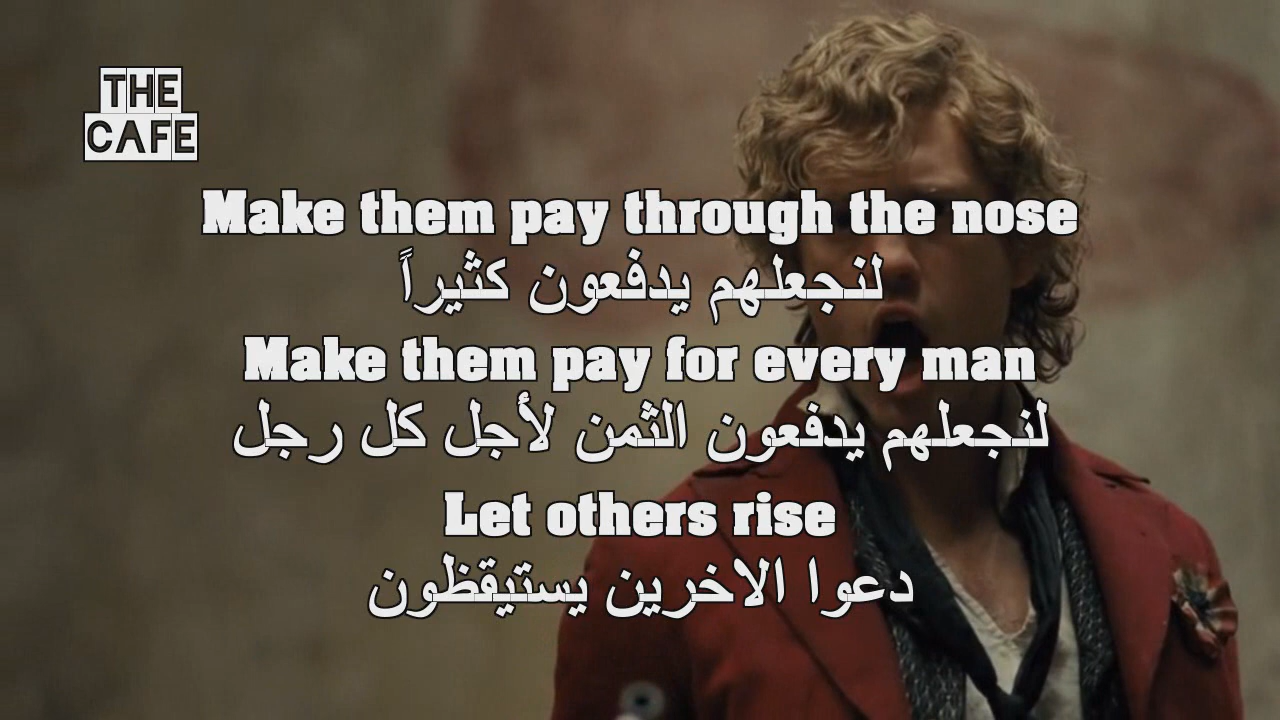 THE
CAFE
Make them pay through the nose
لنجعلهم يدفعون كثيراً
Make them pay for every man
لنجعلهم يدفعون الثمن لأجل كل رجل
Let others rise
دعوا الاخرين يستيقظون